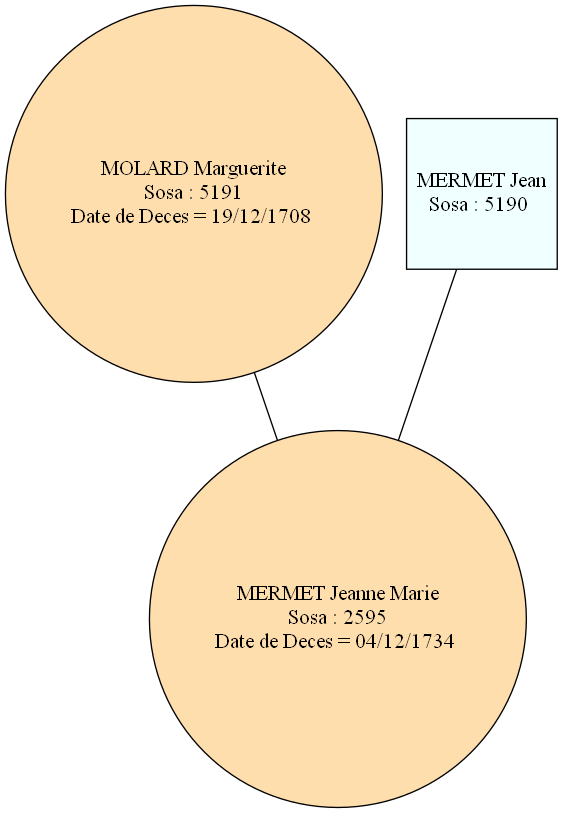 MOLARD Marguerite
Sosa : 5191
Date de Deces = 19/12/1708
MERMET Jean
Sosa : 5190
MERMET Jeanne Marie
Sosa : 2595
Date de Deces = 04/12/1734